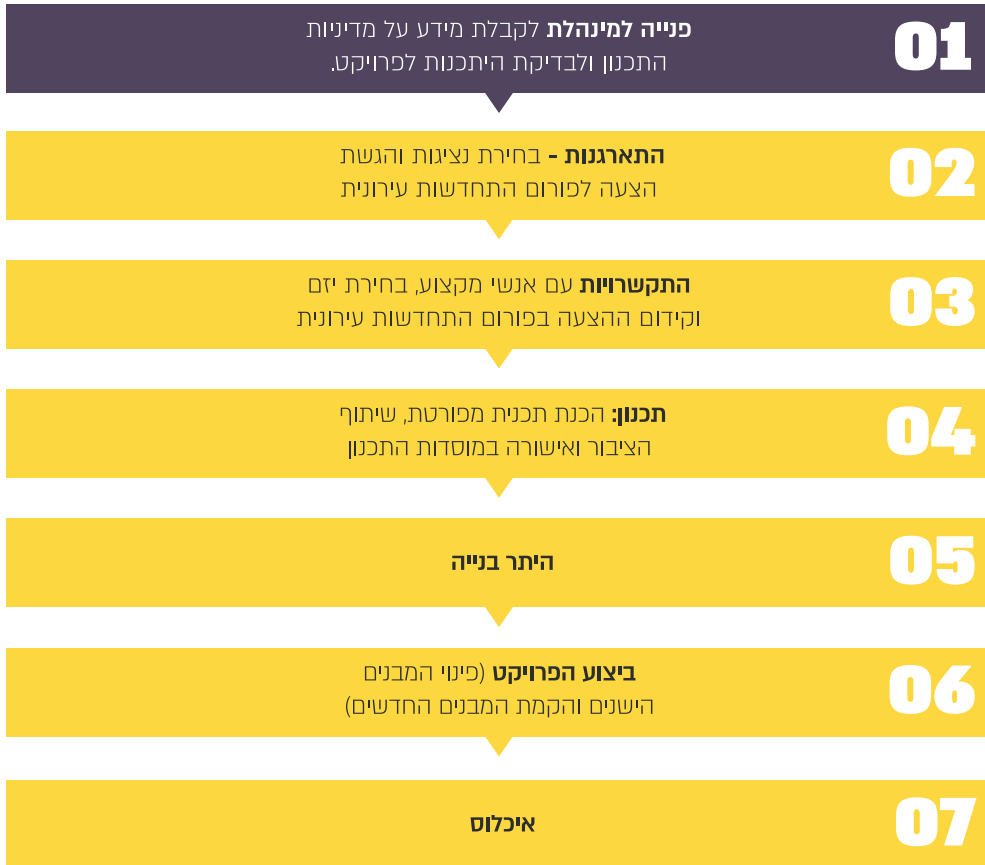 01
פנייה למינהלת לקבלת מידע על מדיניות
התכנון ולבדיקת היתכנות לפרויקט.
02
התארגנות - בחירת נציגות והגשת
הצעה לפורום התחדשות עירונית
03
התקשרויות עם אנשי מקצוע, בחירת יזם
וקידום ההצעה בפורום התחדשות עירונית
04
תכנון: הכנת תכנית מפורטת, שיתוף
הציבור ואישורה במוסדות התכנון
05
היתר בנייה
06
ביצוע הפרויקט (פינוי המבנים
הישנים והקמת המבנים החדשים)
07
איכלוס